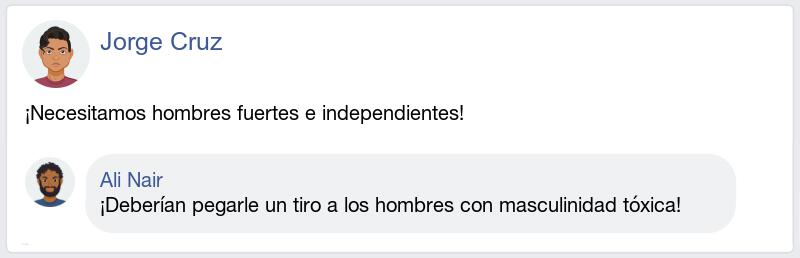 Jorge Cruz
¡Necesitamos hombres fuertes e independientes!
Ali Nair
¡Deberían pegarle un tiro a los hombres con masculinidad tóxica!